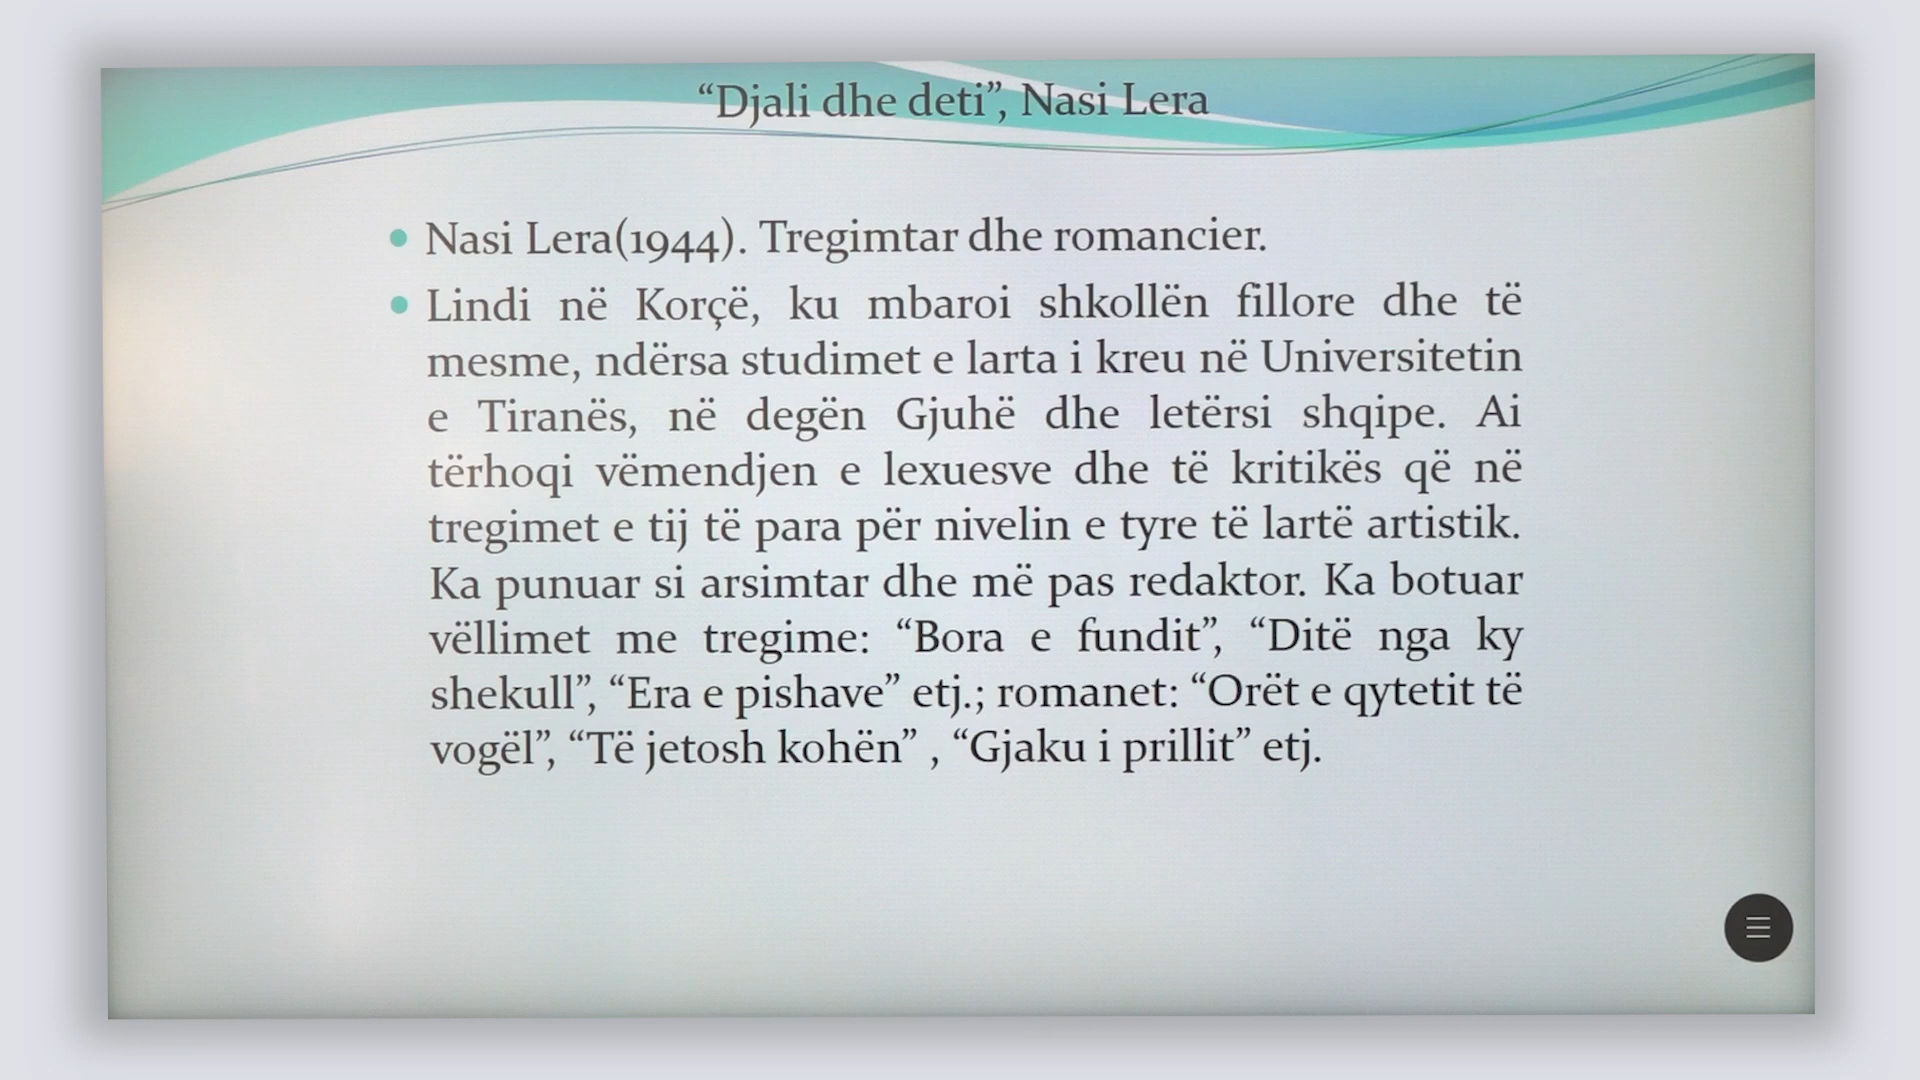 “Djali dhe deti”, Nasi Lera
• Nasi Lera(1944). Tregimtar dhe romancier.
• Lindi në Korçë, ku mbaroi shkollën fillore dhe të
mesme, ndërsa studimet e larta i kreu në Universitetin
e Tiranës, në degën Gjuhë dhe letërsi shqipe. Ai
tërhoqi vëmendjen e lexuesve dhe të kritikës që në
tregimet e tij të para për nivelin e tyre të lartë artistik.
Ka punuar si arsimtar dhe më pas redaktor. Ka botuar
vëllimet me tregime: “Bora e fundit”, “Ditë nga ky
shekull”, “Era e pishave” etj.; romanet: “Orët e qytetit të
vogël”, “Të jetosh kohën” , “Gjaku i prillit” etj.